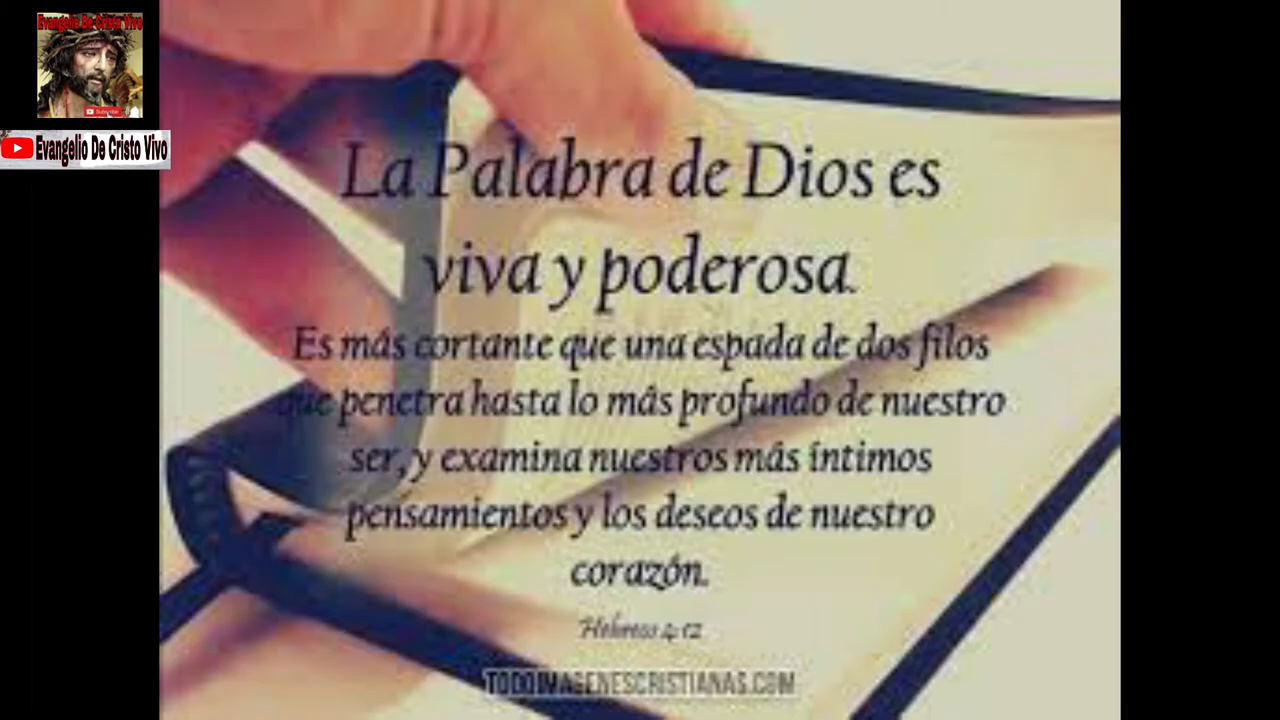 Evangelio De Cristo Vivo
Evangelio De Cristo Vivo
La Palabra de Dios es
viva y poderosa.
Es más cortante que una espada de dos filos
que penetra hasta lo más profundo de nuestro
ser, y examina nuestros más íntimos
pensamientos y los deseos de nuestro
corazón.
Hebreos 4:12
TODOIMAGENESCRISTIANAS.COM